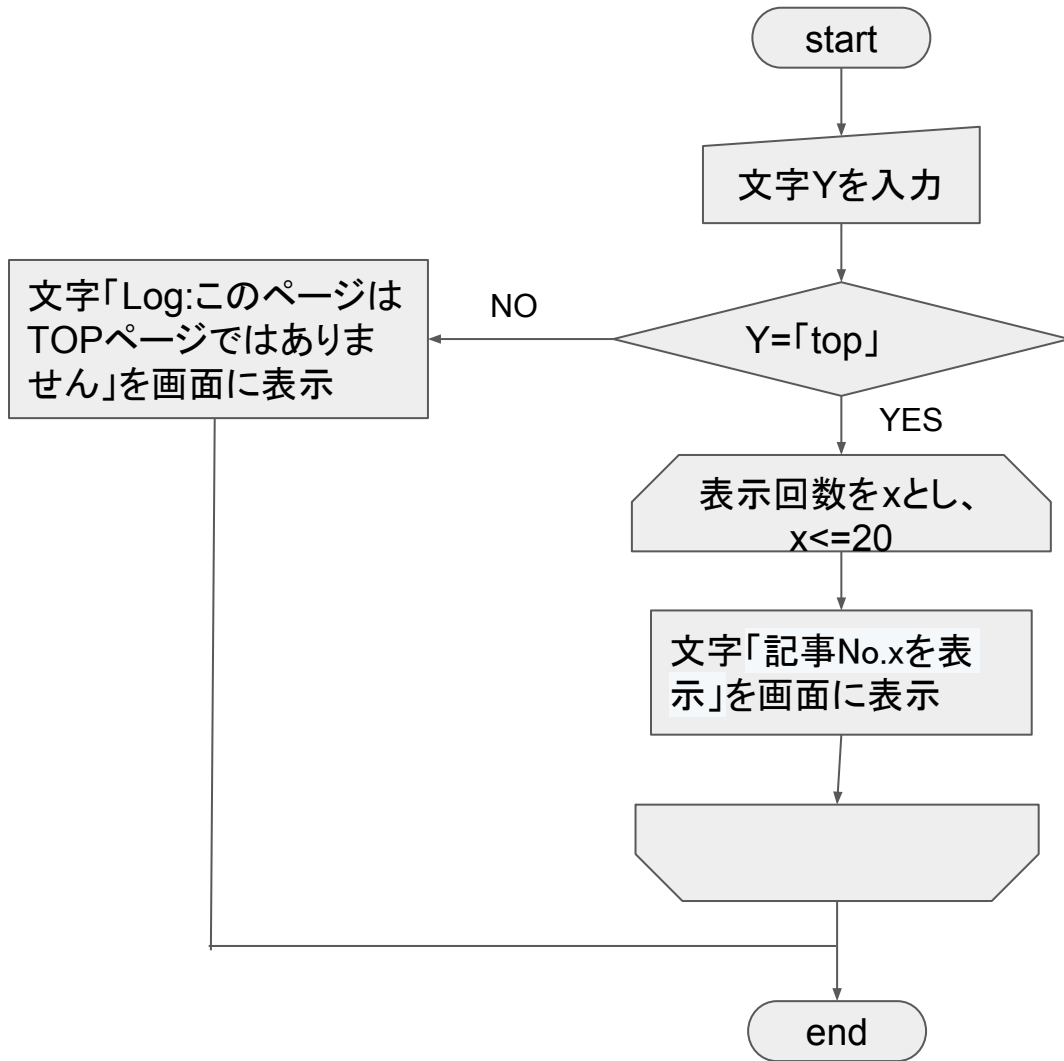 start
文字Yを入力
Y=「top」
NO
文字「Log:このページは
TOPページではありま
せん」を画面に表示
YES
表示回数をxとし、
x<=20
文字「記事No.xを表
示」を画面に表示
end